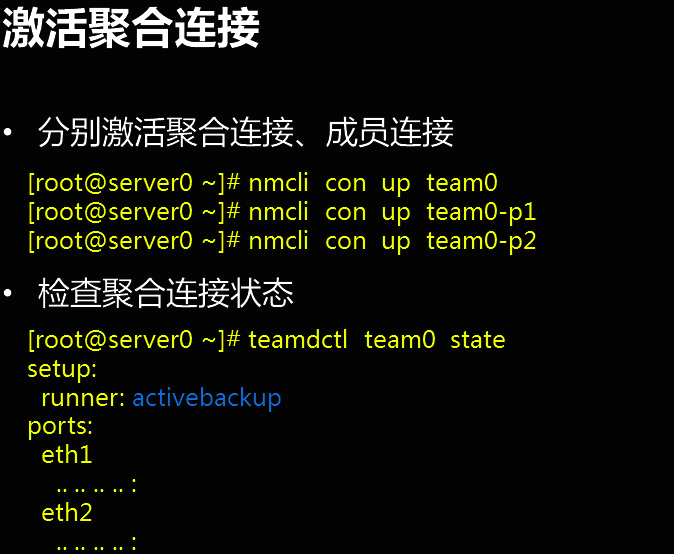 激活聚合连接
• 分别激活聚合连接、成员连接
[root@server0 ~]# nmcli con up team0
[root@server0 ~]# nmcli con up team0-p1
[root@server0 ~]# nmcli con up team0-p2
• 检查聚合连接状态
[root@server0 ~]# teamdctl team0 state
setup:
runner: activebackup
ports:
eth1
.. .. .. .. :
eth2
.. .. .. .. :